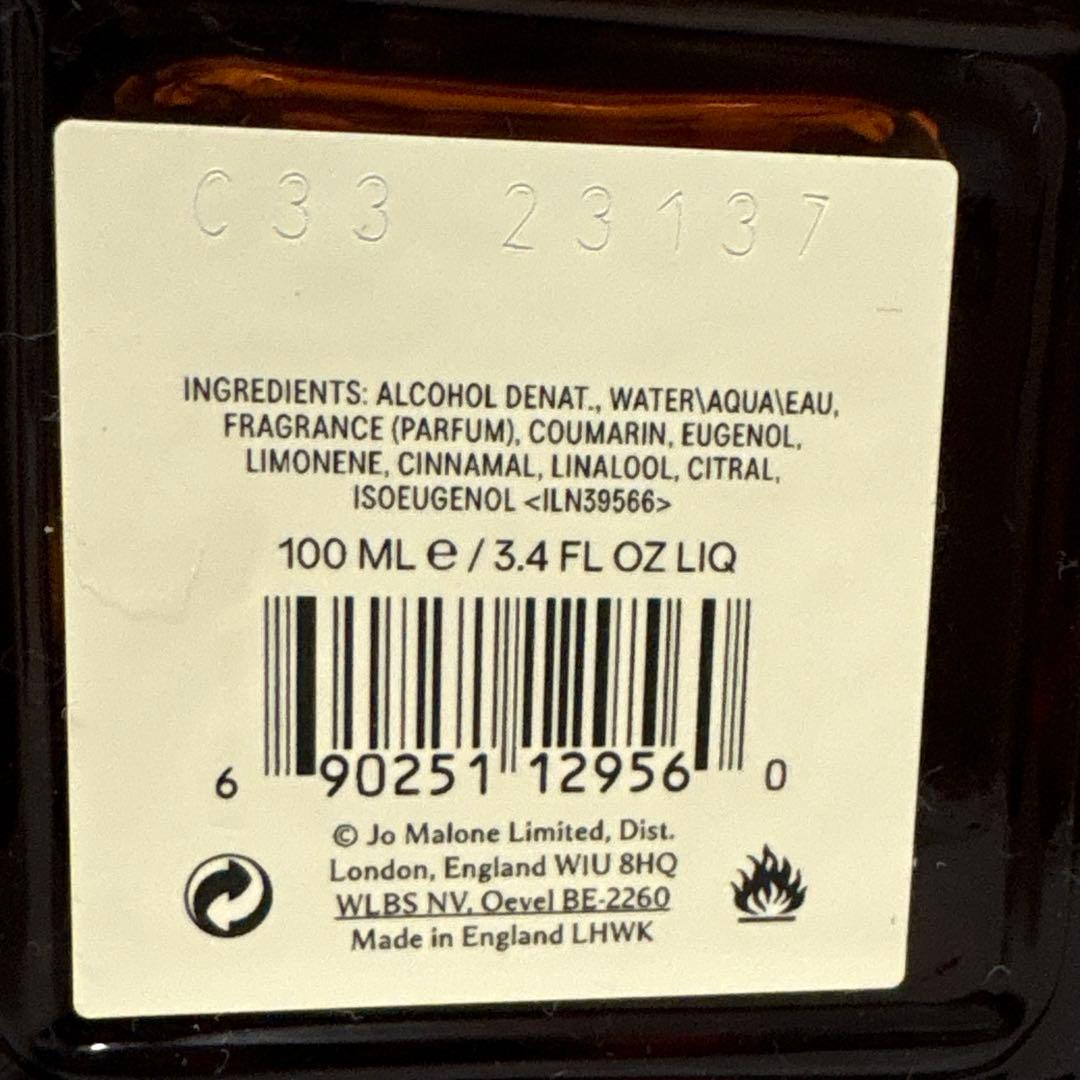 C33 23137
INGREDIENTS: ALCOHOL DENAT., WATER\AQUA\EAU,
FRAGRANCE (PARFUM), COUMARIN, EUGENOL,
LIMONENE, CINNAMAL, LINALOOL, CITRAL,
ISOEUGENOL <ILN39566>
100 ML e / 3.4 FL OZ LIQ
6 90251 12956 0
© Jo Malone Limited, Dist.
London, England W1U 8HQ
WLBS NV, Oevel BE-2260
Made in England LHWK